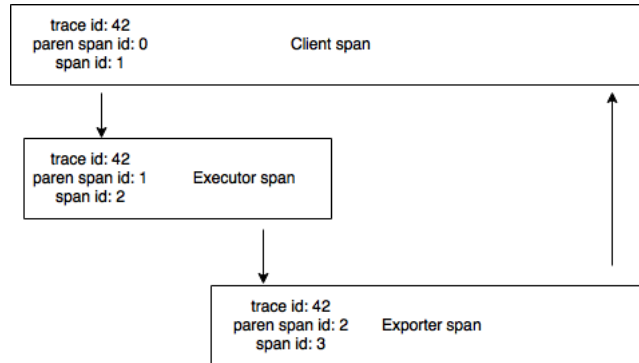 trace id: 42
paren span id: 0
Client span
span id: 1
trace id: 42
paren span id: 1
Executor span
span id: 2
trace id: 42
paren span id: 2
Exporter span
span id: 3